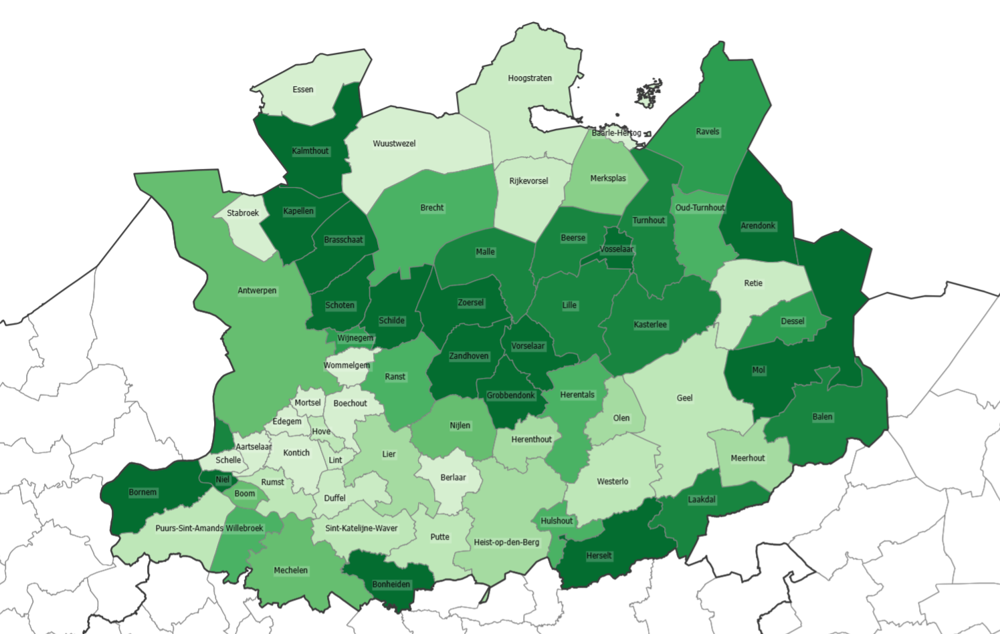 Hoogstraten
Essen
Ravels
Baarle-Hertog
Wuustwezel
Kalmthout
Merksplas
Rijkevorsel
Brecht
Oud-Turnhout
Kapellen
Stabroek
Turnhout
Arendonk
Beerse
Brasschaat
Vosselaar
Malle
Retie
Antwerpen
Zoersel
Schoten
Lille
Schilde
Dessel
Kasterlee
Wijnegem
Vorselaar
Zandhoven
Wommelgem
Mol
Ranst
Grobbendonk
Herentals
Geel
Mortsel
Boechout
Balen
Olen
Edegem
Nijlen
Hove
Herenthout
Aartselaar
Kontich
Lier
Meerhout
Schelle
Lint
Berlaar
Niel
Rumst
Westerlo
Bornem
Boom
Duffel
Laakdal
Hulshout
Puurs-Sint-Amands
Willebroek
Sint-Katelijne-Waver
Putte
Heist-op-den-Berg
Herselt
Mechelen
Bonheiden